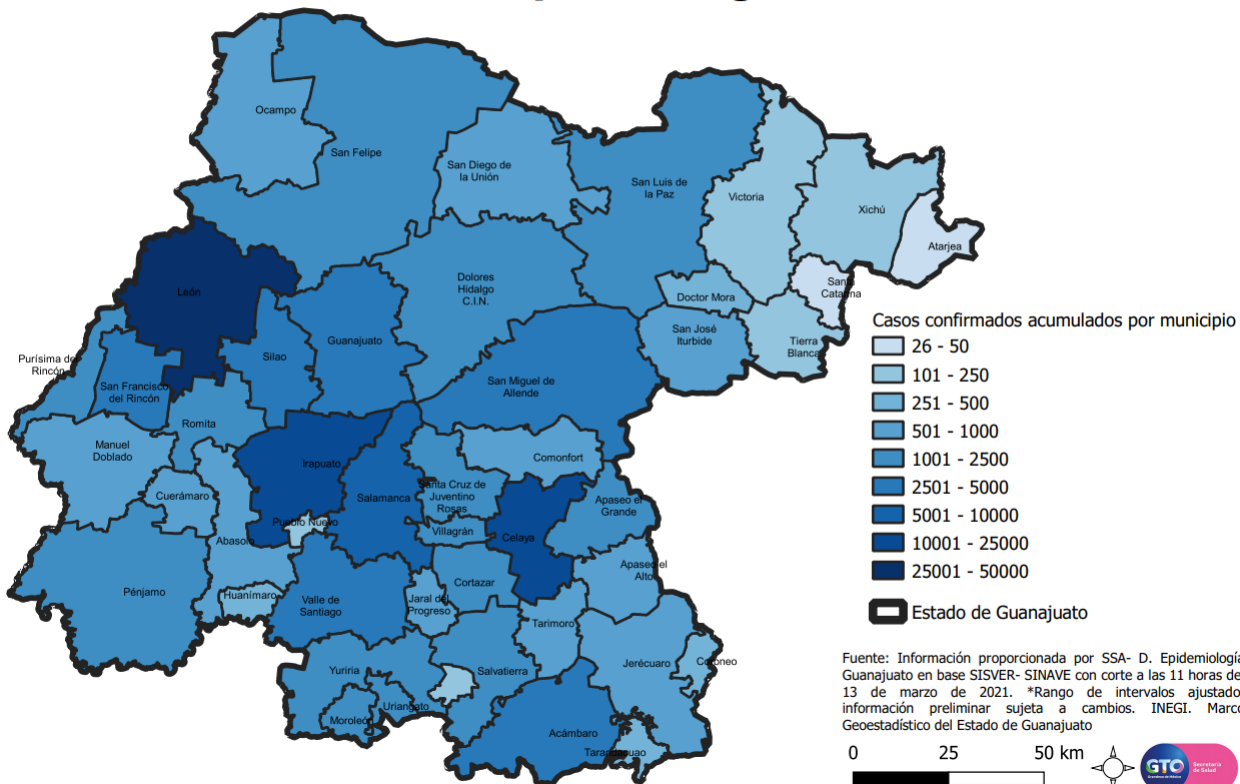 Ocampo
San Felipe
San Diego de
la Unión
San Luis de
la Paz
Victoria
Xichú
Atarjea
León
Dolores
Hidalgo
C.I.N.
Doctor Mora
Santa
Catarina
San José
Iturbide
Tierra
Blanca
Guanajuato
Silao
Purísima del
Rincón
San Francisco
del Rincón
San Miguel de
Allende
Romita
Manuel
Doblado
Irapuato
Comonfort
Cuerámaro
Salamanca
Santa Cruz de
Juventino
Rosas
Apaseo el
Grande
Pueblo Nuevo
Villagrán
Celaya
Abasolo
Apaseo el
Alto
Pénjamo
Huanímaro
Valle de
Santiago
Jaral del
Progreso
Cortazar
Tarimoro
Yuriria
Salvatierra
Jerécuaro
Coroneo
Moroleón
Uriangato
Acámbaro
Tarandacuao
Casos confirmados acumulados por municipio
26 - 50
101 - 250
251 - 500
501 - 1000
1001 - 2500
2501 - 5000
5001 - 10000
10001 - 25000
25001 - 50000
Estado de Guanajuato
Fuente: Información proporcionada por SSA- D. Epidemiología
Guanajuato en base SISVER- SINAVE con corte a las 11 horas de
13 de marzo de 2021. *Rango de intervalos ajustado
información preliminar sujeta a cambios. INEGI. Marco
Geoestadístico del Estado de Guanajuato
0 25 50 km
GTO
Grandeza de México
Secretaría
de Salud